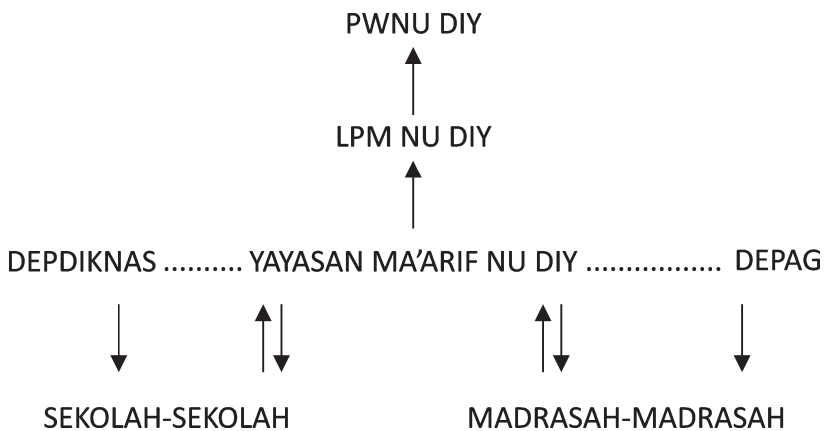 PWNU DIY
LPM NU DIY
DEPDIKNAS .......... YAYASAN MA’ARIF NU DIY ................. DEPAG
SEKOLAH-SEKOLAH MADRASAH-MADRASAH